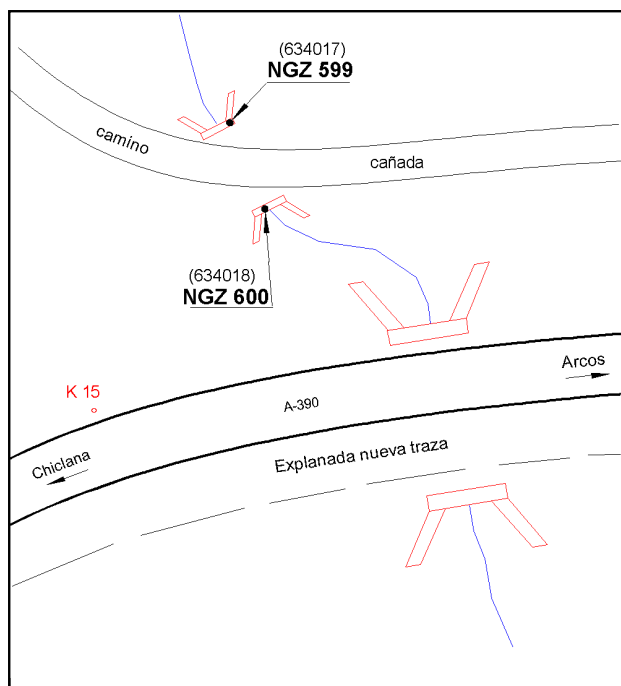 (634017)
NGZ 599
camino
cañada
(634018)
NGZ 600
Arcos
K 15
A-390
Chiclana
Explanada nueva traza